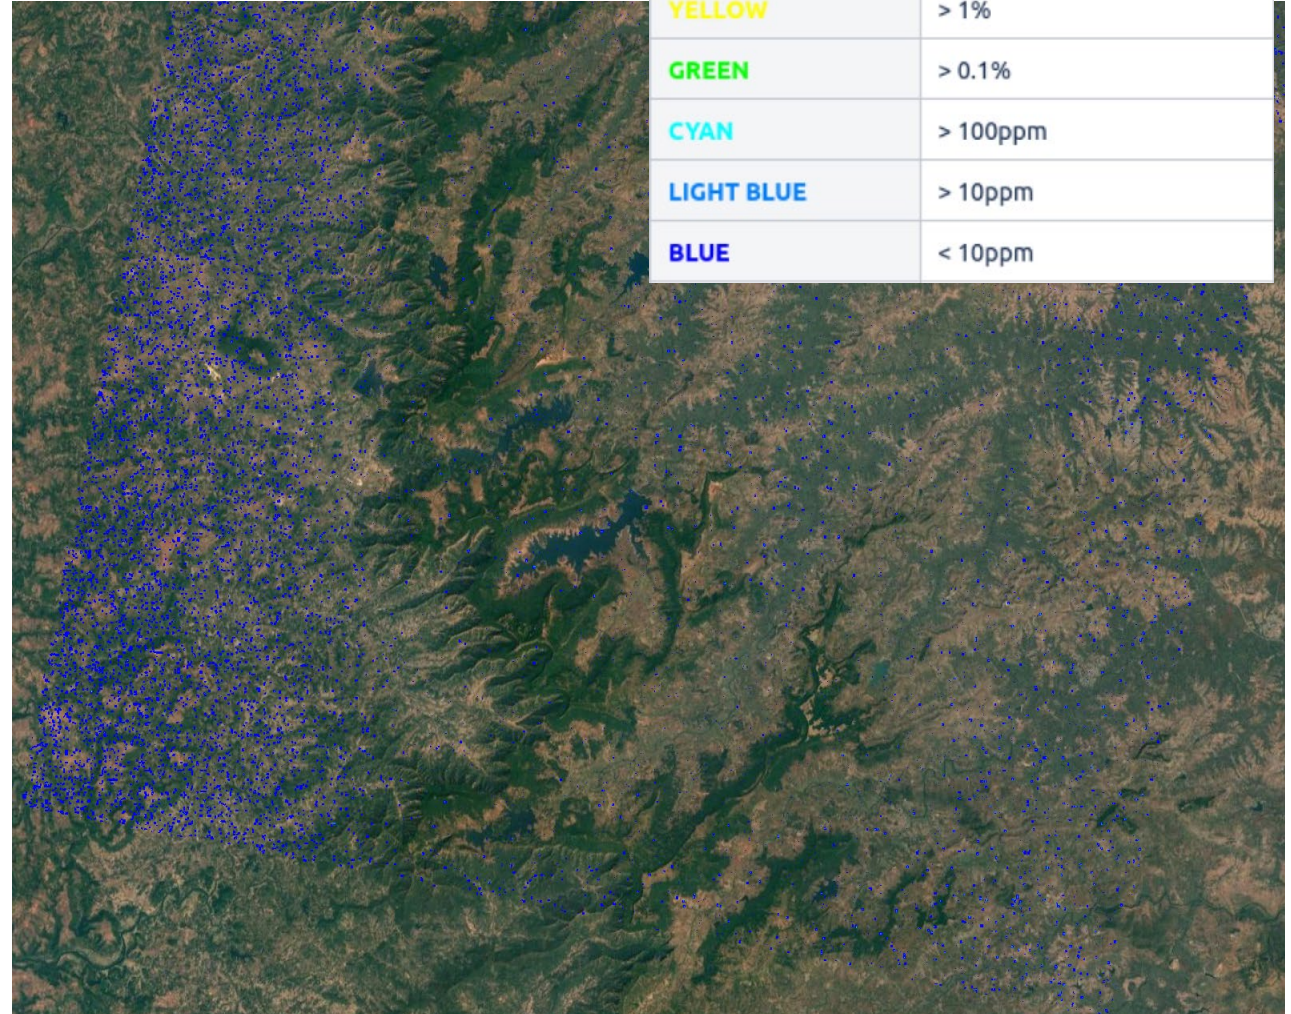 YELLOW > 1%
GREEN > 0.1%
CYAN > 100ppm
LIGHT BLUE > 10ppm
BLUE < 10ppm